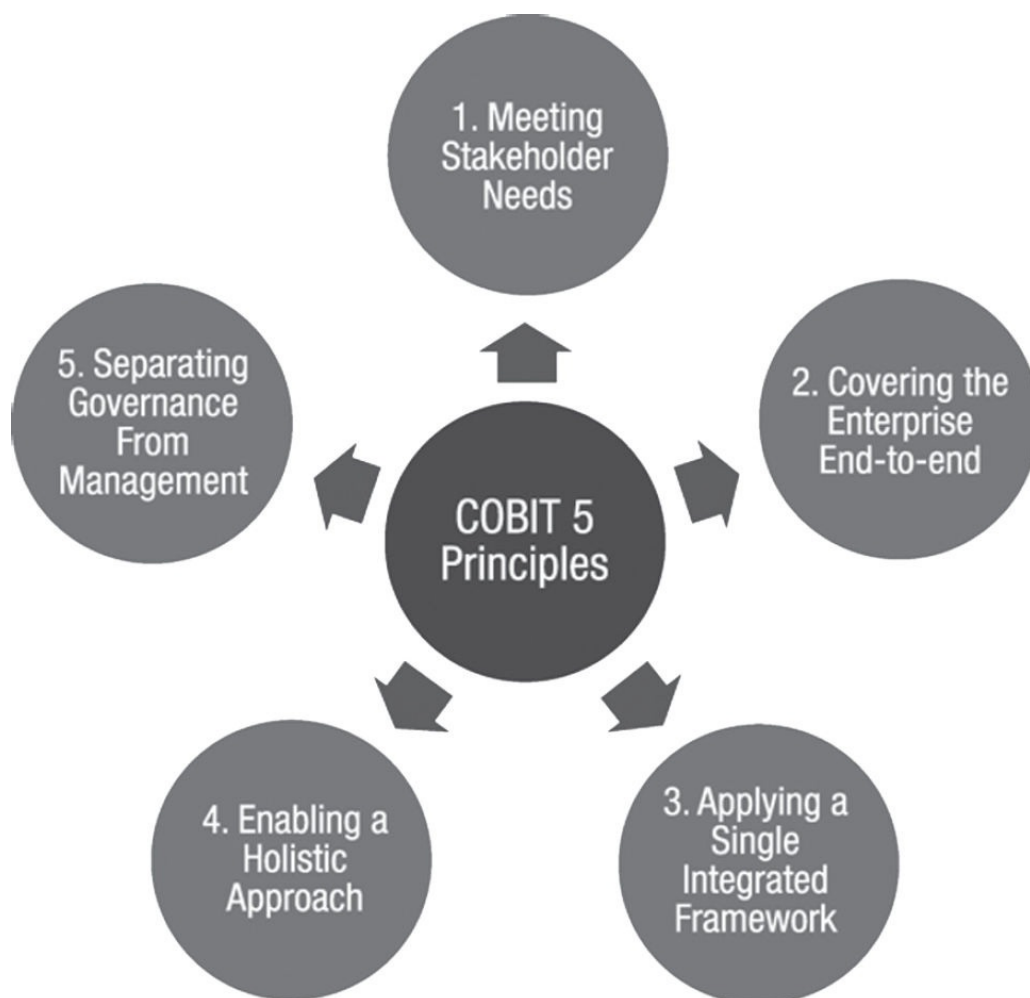 1. Meeting
Stakeholder
Needs
2. Covering the
Enterprise
End-to-end
3. Applying a
Single
Integrated
Framework
4. Enabling a
Holistic
Approach
5. Separating
Governance
From
Management
COBIT 5
Principles